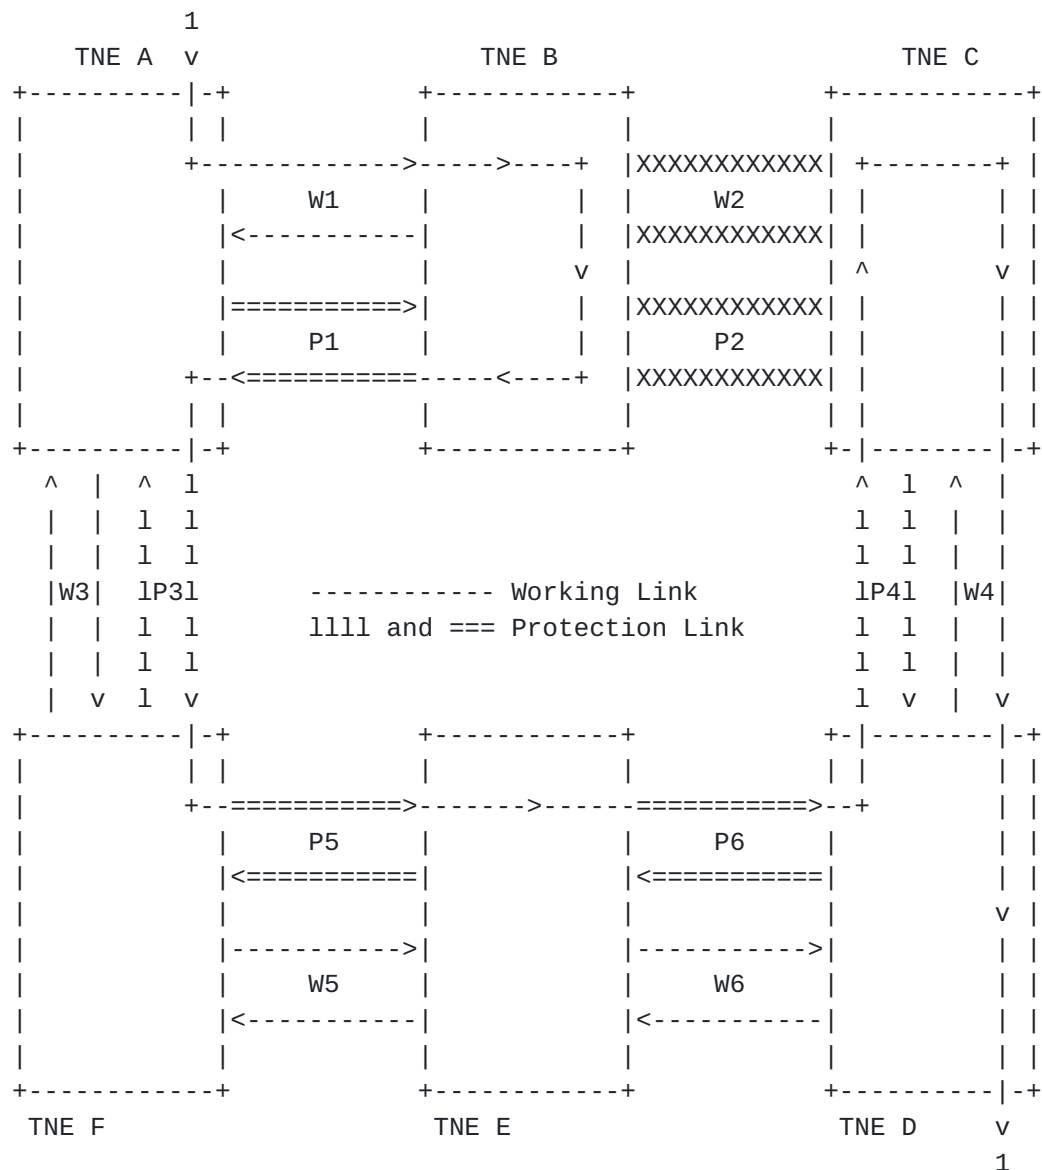 1
TNE A v TNE B TNE C
+----------|-+ +------------+ +------------+
| | | | | | |
| +-------------->----->----+ |XXXXXXXXXXXX| +--------+ |
| | W1 | | | W2 | | | |
| |<-----------| | |XXXXXXXXXXXX| | | |
| | | v | | ^ v |
| |===========>| | |XXXXXXXXXXXX| | | |
| | P1 | | | P2 | | | |
| +--<===========-----<----+ |XXXXXXXXXXXX| | | |
| | | | | | | | |
+----------|-+ +------------+ +-|--------|-+
^ | ^ l ^ l ^ |
| | l l l l | |
| | l l l l | |
|W3| lP3l ------------ Working Link lP4l |W4|
| | l l llll and === Protection Link l l | |
| | l l l l | |
| v l v l v | v
+----------|-+ +------------+ +-|--------|-+
| | | | | | | | |
| +--===========>------->------===========>--+ | |
| | P5 | | P6 | | |
| |<===========| |<===========| | |
| | | | | v |
| |----------->| |----------->| | |
| | W5 | | W6 | | |
| |<-----------| |<-----------| | |
| | | | | | |
+------------+ +------------+ +----------|-+
TNE F TNE E TNE D v
1